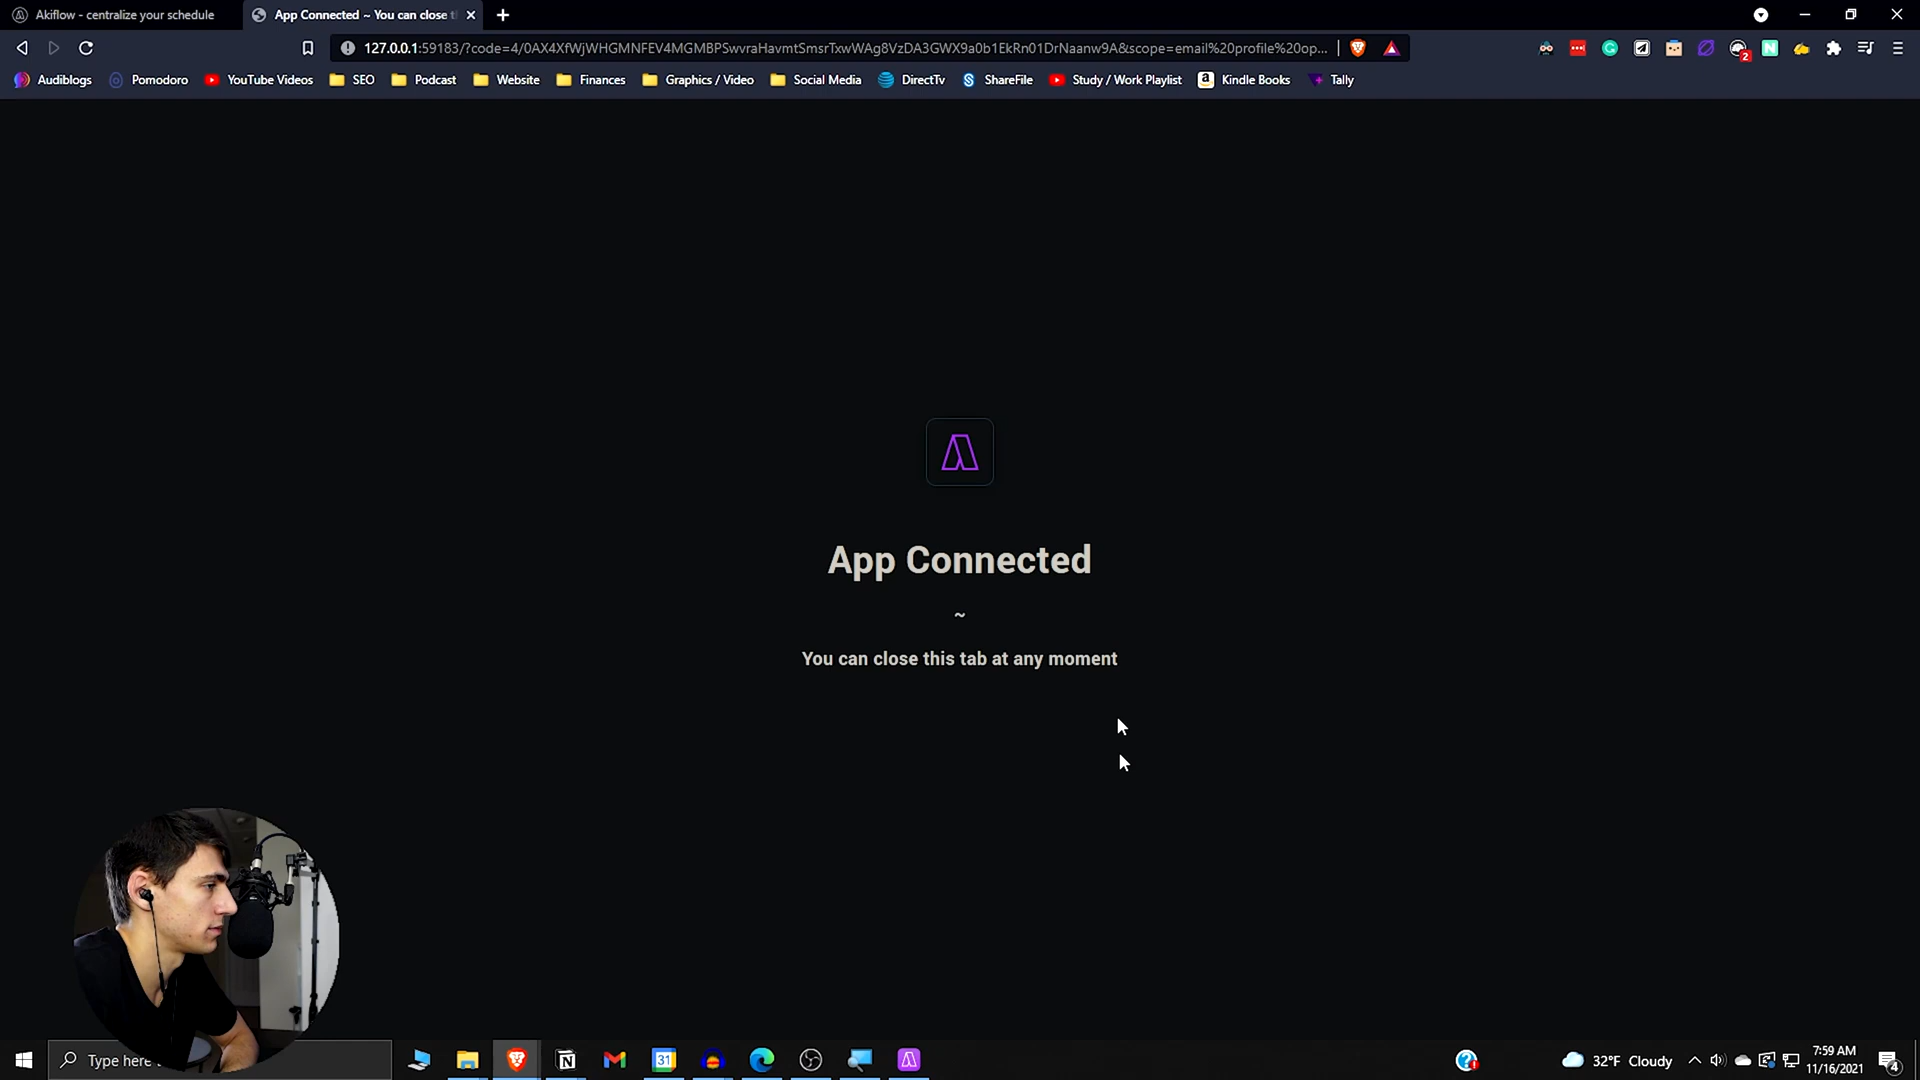 Akiflow - centralize your schedule
App Connected ~ You can close t
127.0.0.1:59183/?code=4/0AX4XfWjWHGMNFEV4MGMBPSwvraHavmtSmsrTxwWAg8VzDA3GWX9a0b1EkRn01DrNaanw9A&scope=email%20profile%20op...
2
Audiblogs
Pomodoro
YouTube Videos
SEO
Podcast
Website
Finances
Graphics / Video
Social Media
DirectTv
ShareFile
Study / Work Playlist
Kindle Books
Tally
App Connected
~
You can close this tab at any moment
Type here
31
32°F Cloudy
7:59 AM
11/16/2021
4